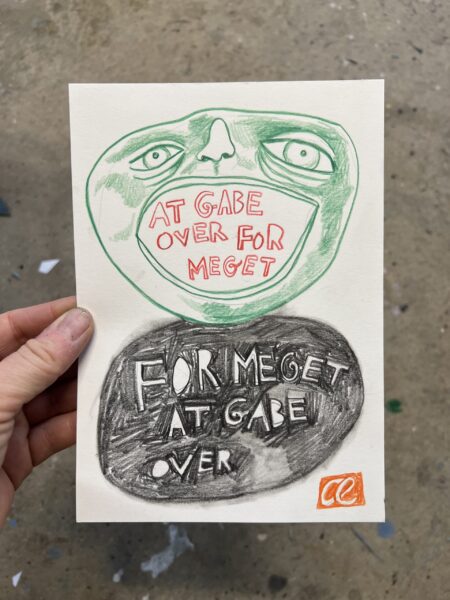 AT GABE
OVER FOR
MEGET
FOR MEGET
AT GABE
OVER